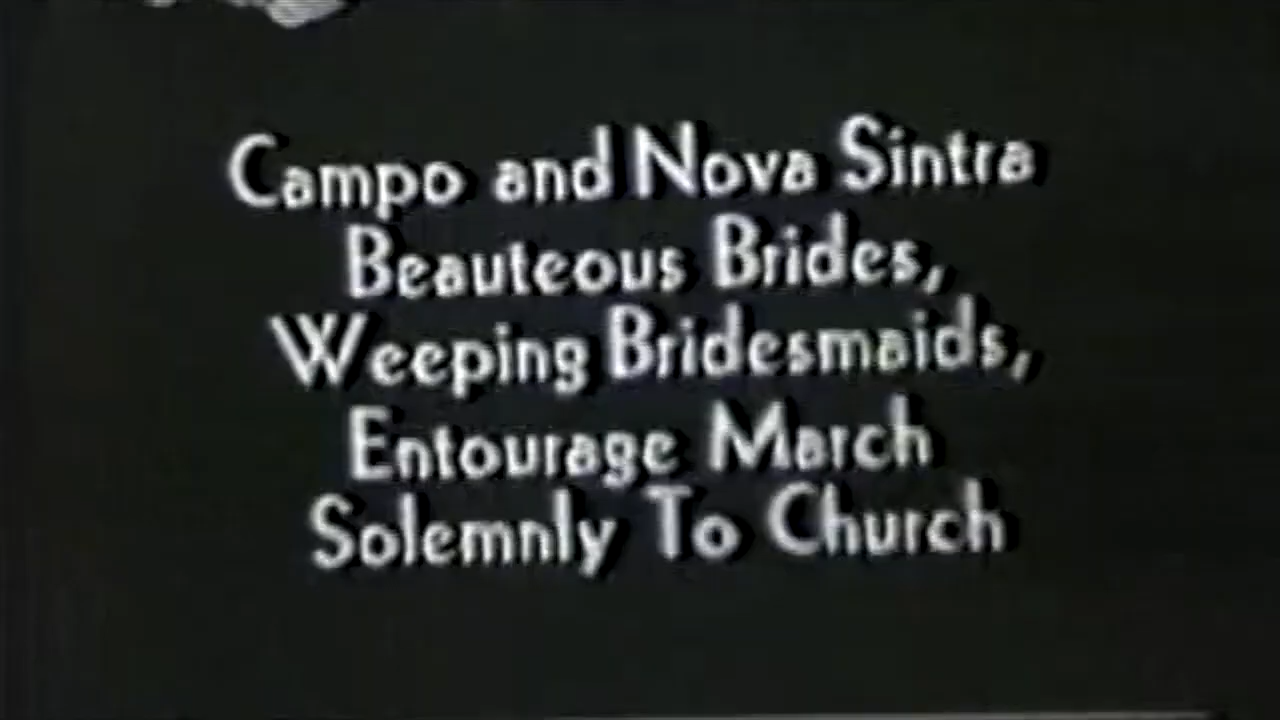 Campo and Nova Sintra
Beauteous Brides,
Weeping Bridesmaids,
Entourage March
Solemnly To Church